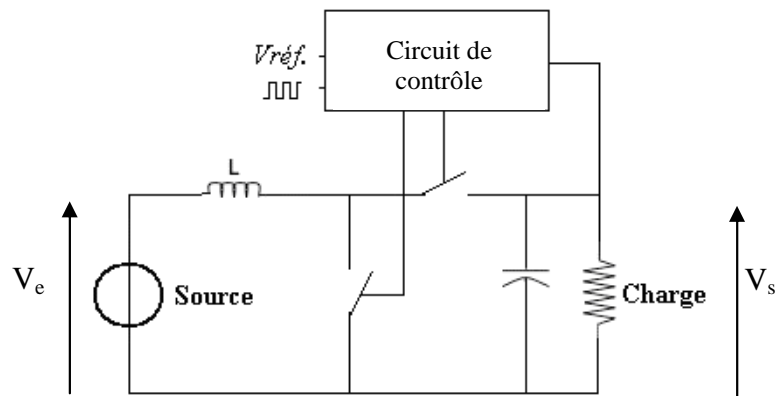 Circuit de
contrôle
Vréf.
L
Ve
Source
Charge
Vs